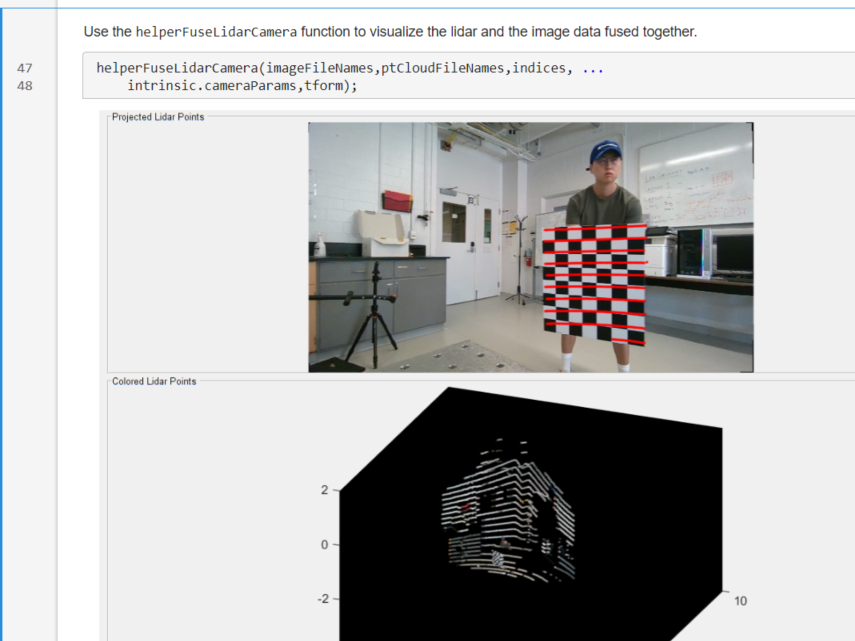 Use the helperFuseLidarCamera function to visualize the lidar and the image data fused together.
47 helperFuseLidarCamera(imageFileNames,ptCloudFileNames,indices, ...
48 intrinsic.cameraParams,tform);
Projected Lidar Points
Colored Lidar Points
2
0
-2
10